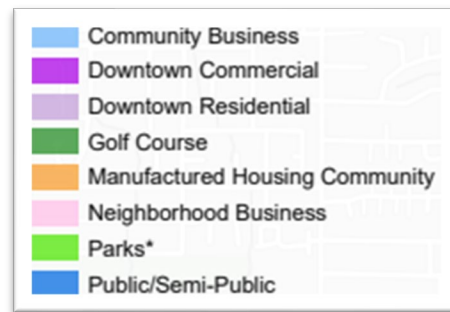 Community Business
Downtown Commercial
Downtown Residential
Golf Course
Manufactured Housing Community
Neighborhood Business
Parks*
Public/Semi-Public